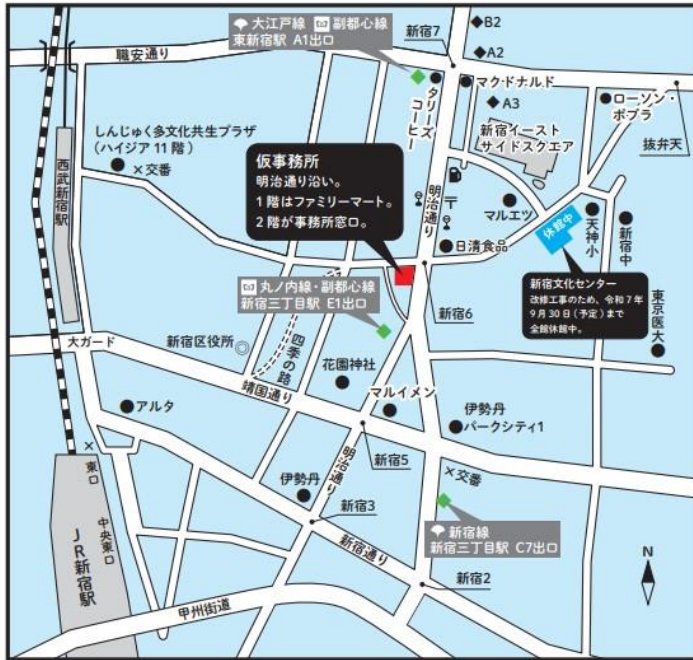 大江戸線 副都心線
東新宿駅 A1出口
新宿7
B2
A2
職安通り
マクドナルド
タリーズ
コーヒー
A3
ローソン・
ポプラ
新宿イースト
サイドスクエア
抜弁天
しんじゅく多文化共生プラザ
(ハイジア 11 階)
×交番
西武新宿駅
仮事務所
明治通り沿い。
1 階はファミリーマート。
2 階が事務所窓口。
明治通り
マルエツ
休館中
天神小
新宿中
日清食品
丸ノ内線・副都心線
新宿三丁目駅 E1出口
新宿6
新宿文化センター
改修工事のため、令和７年
９月３０日（予定）まで
全館休館中。
東京医大
大ガード
新宿区役所
四季の路
花園神社
靖国通り
マルイメン
アルタ
伊勢丹
パークシティ1
明治通り
新宿5
×交番
東口
伊勢丹
新宿3
中央東口
新宿線
新宿三丁目駅 C7出口
JR新宿駅
新宿通り
新宿2
N
甲州街道